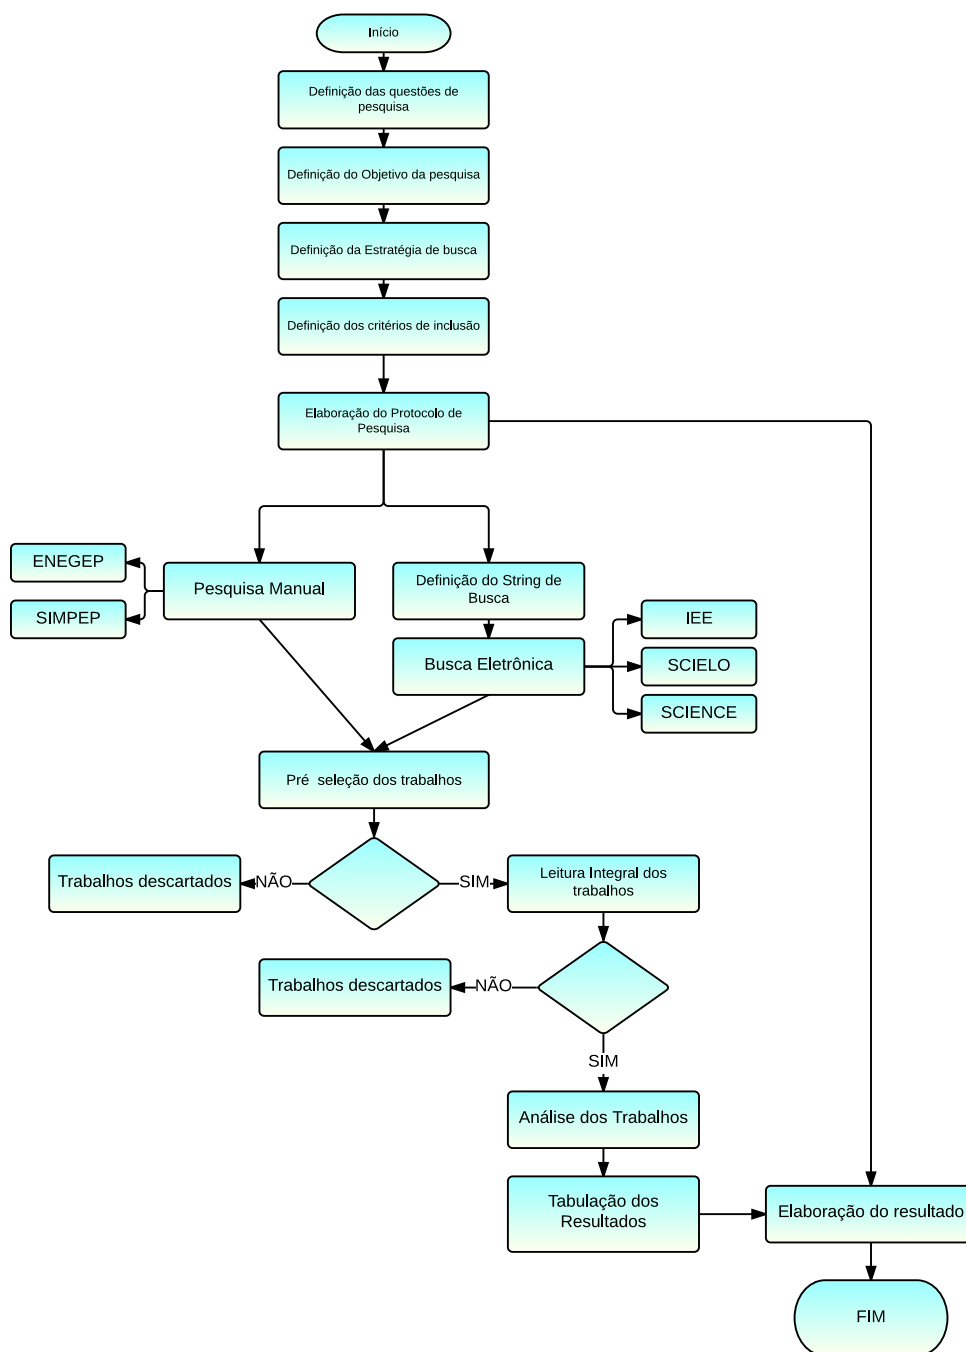 Início
Definição das questões de
pesquisa
Definição do Objetivo da pesquisa
Definição da Estratégia de busca
Definição dos critérios de inclusão
Elaboração do Protocolo de
Pesquisa
ENEGEP
SIMPEP
Pesquisa Manual
Definição do String de
Busca
Busca Eletrônica
IEE
SCIELO
SCIENCE
Pré seleção dos trabalhos
Trabalhos descartados
NÃO
SIM
Leitura Integral dos
trabalhos
Trabalhos descartados
NÃO
SIM
Análise dos Trabalhos
Tabulação dos
Resultados
Elaboração do resultado
FIM